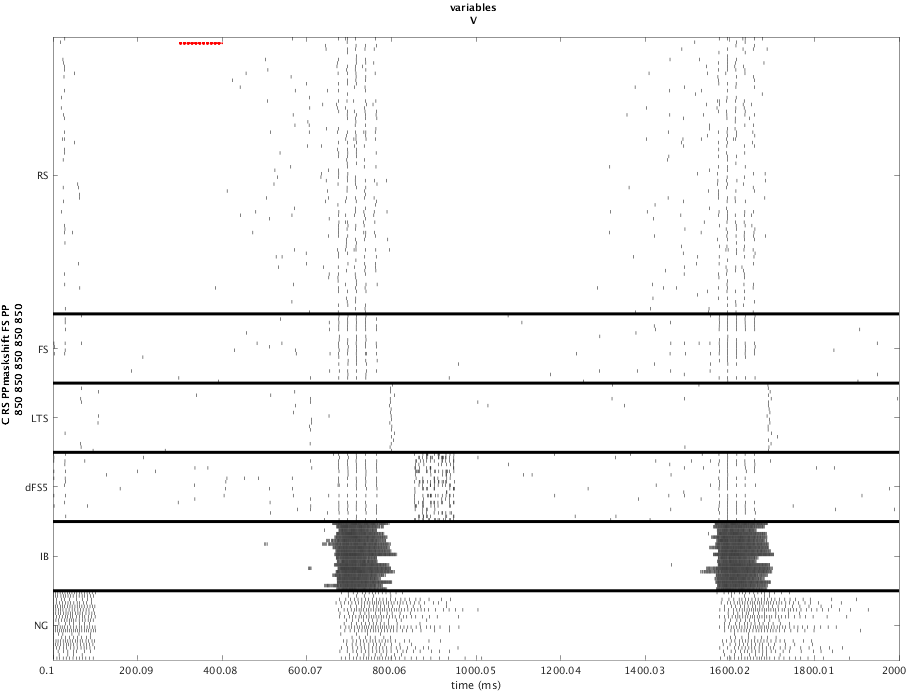 variables
V
C RS PPmaskshift FS PP
850 850 850 850 850
RS
FS
LTS
dFS5
IB
NG
0.1 200.09 400.08 600.07 800.06 1000.05 1200.04 1400.03 1600.02 1800.01 2000
time (ms)